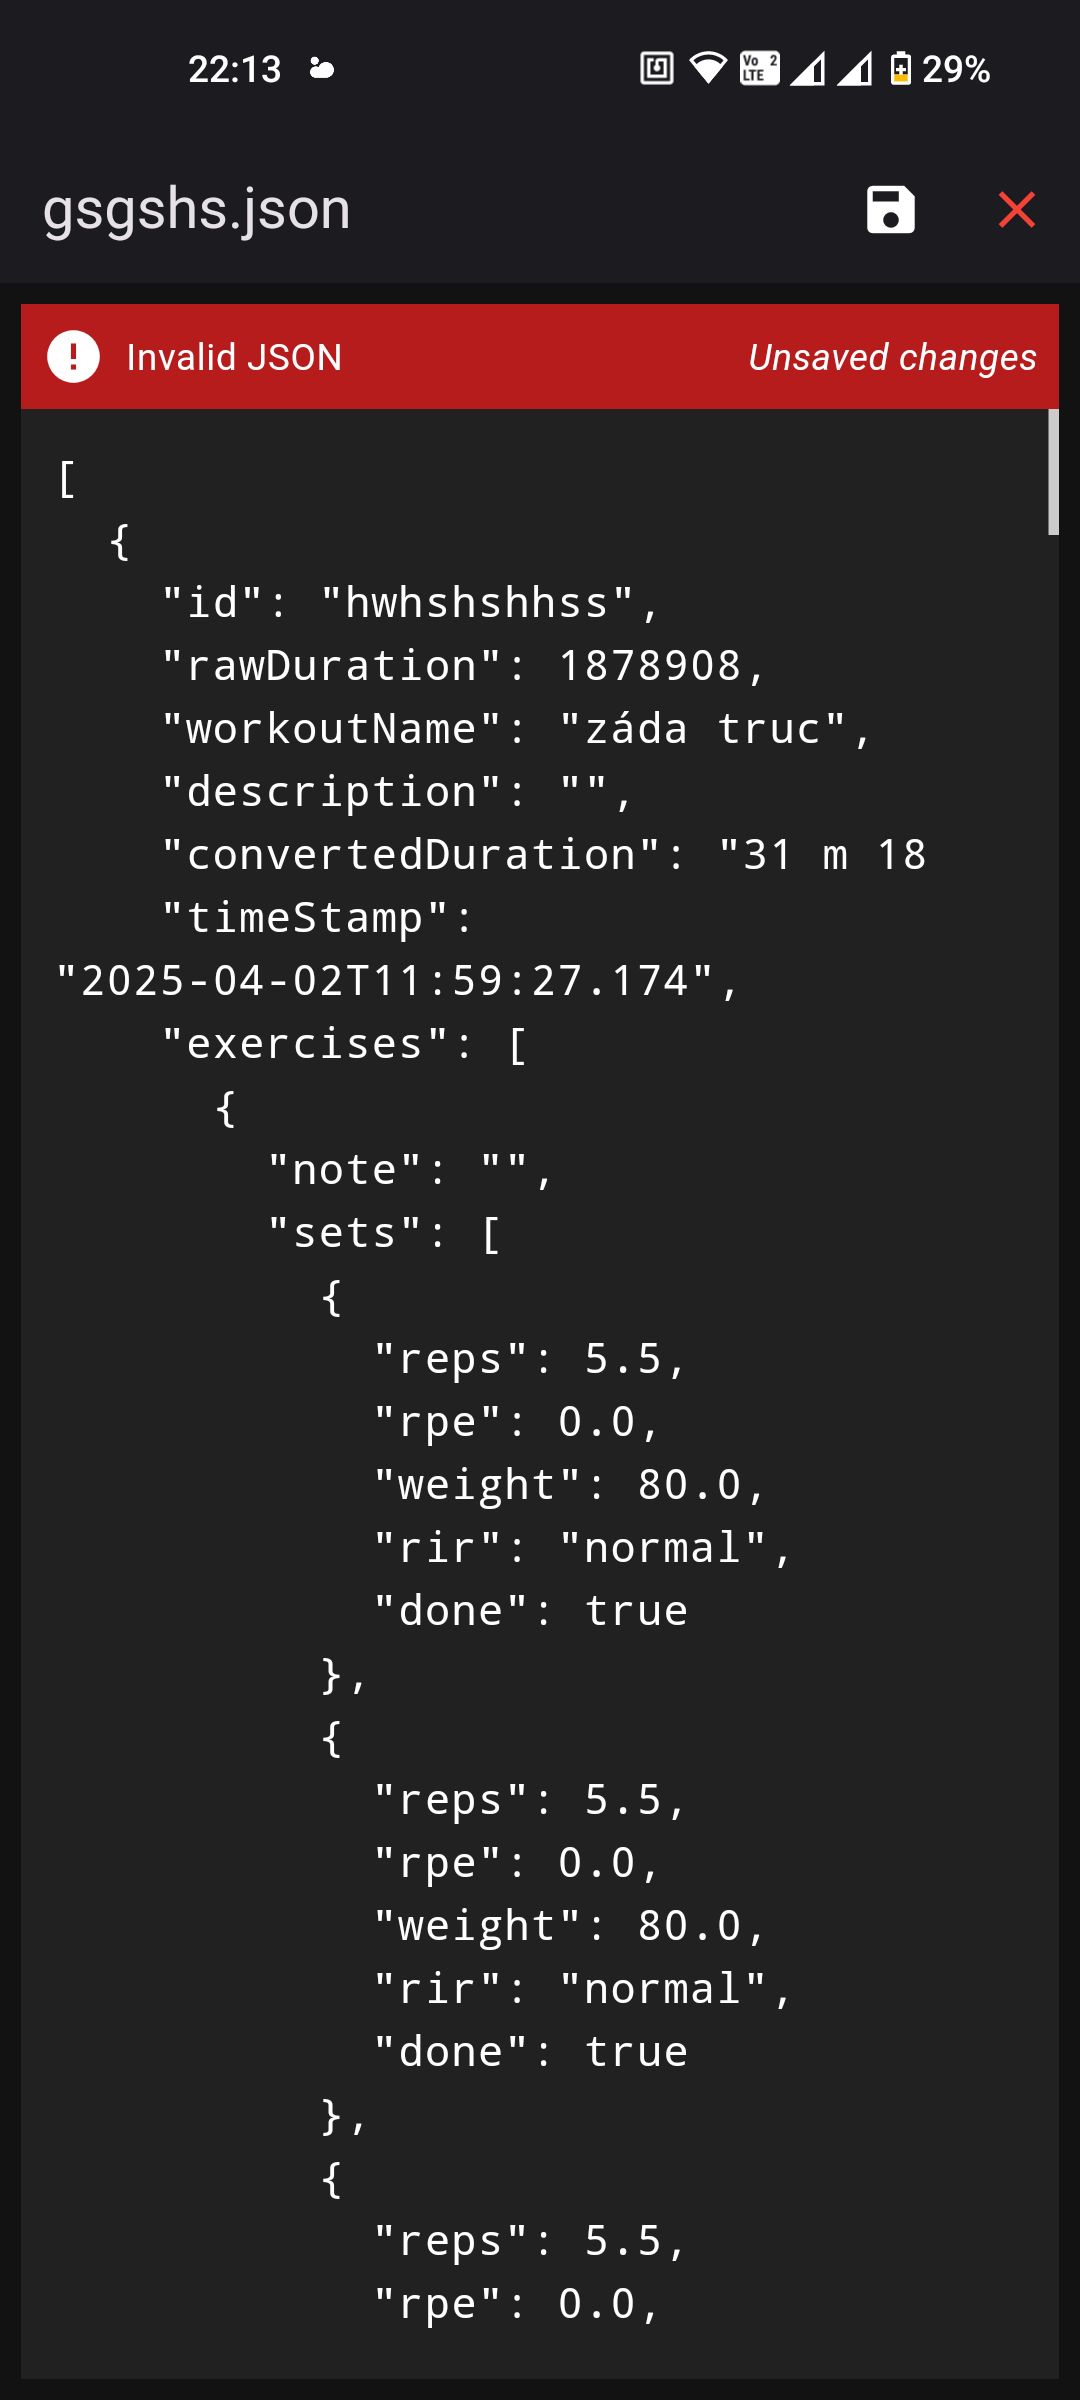 22:13 Vo 2 LTE 29%
gsgshs.json
Invalid JSON Unsaved changes
[
  {
    "id": "hwhshshhss",
    "rawDuration": 1878908,
    "workoutName": "záda truc",
    "description": "",
    "convertedDuration": "31 m 18
    "timeStamp":
"2025-04-02T11:59:27.174",
    "exercises": [
      {
        "note": "",
        "sets": [
          {
            "reps": 5.5,
            "rpe": 0.0,
            "weight": 80.0,
            "rir": "normal",
            "done": true
          },
          {
            "reps": 5.5,
            "rpe": 0.0,
            "weight": 80.0,
            "rir": "normal",
            "done": true
          },
          {
            "reps": 5.5,
            "rpe": 0.0,